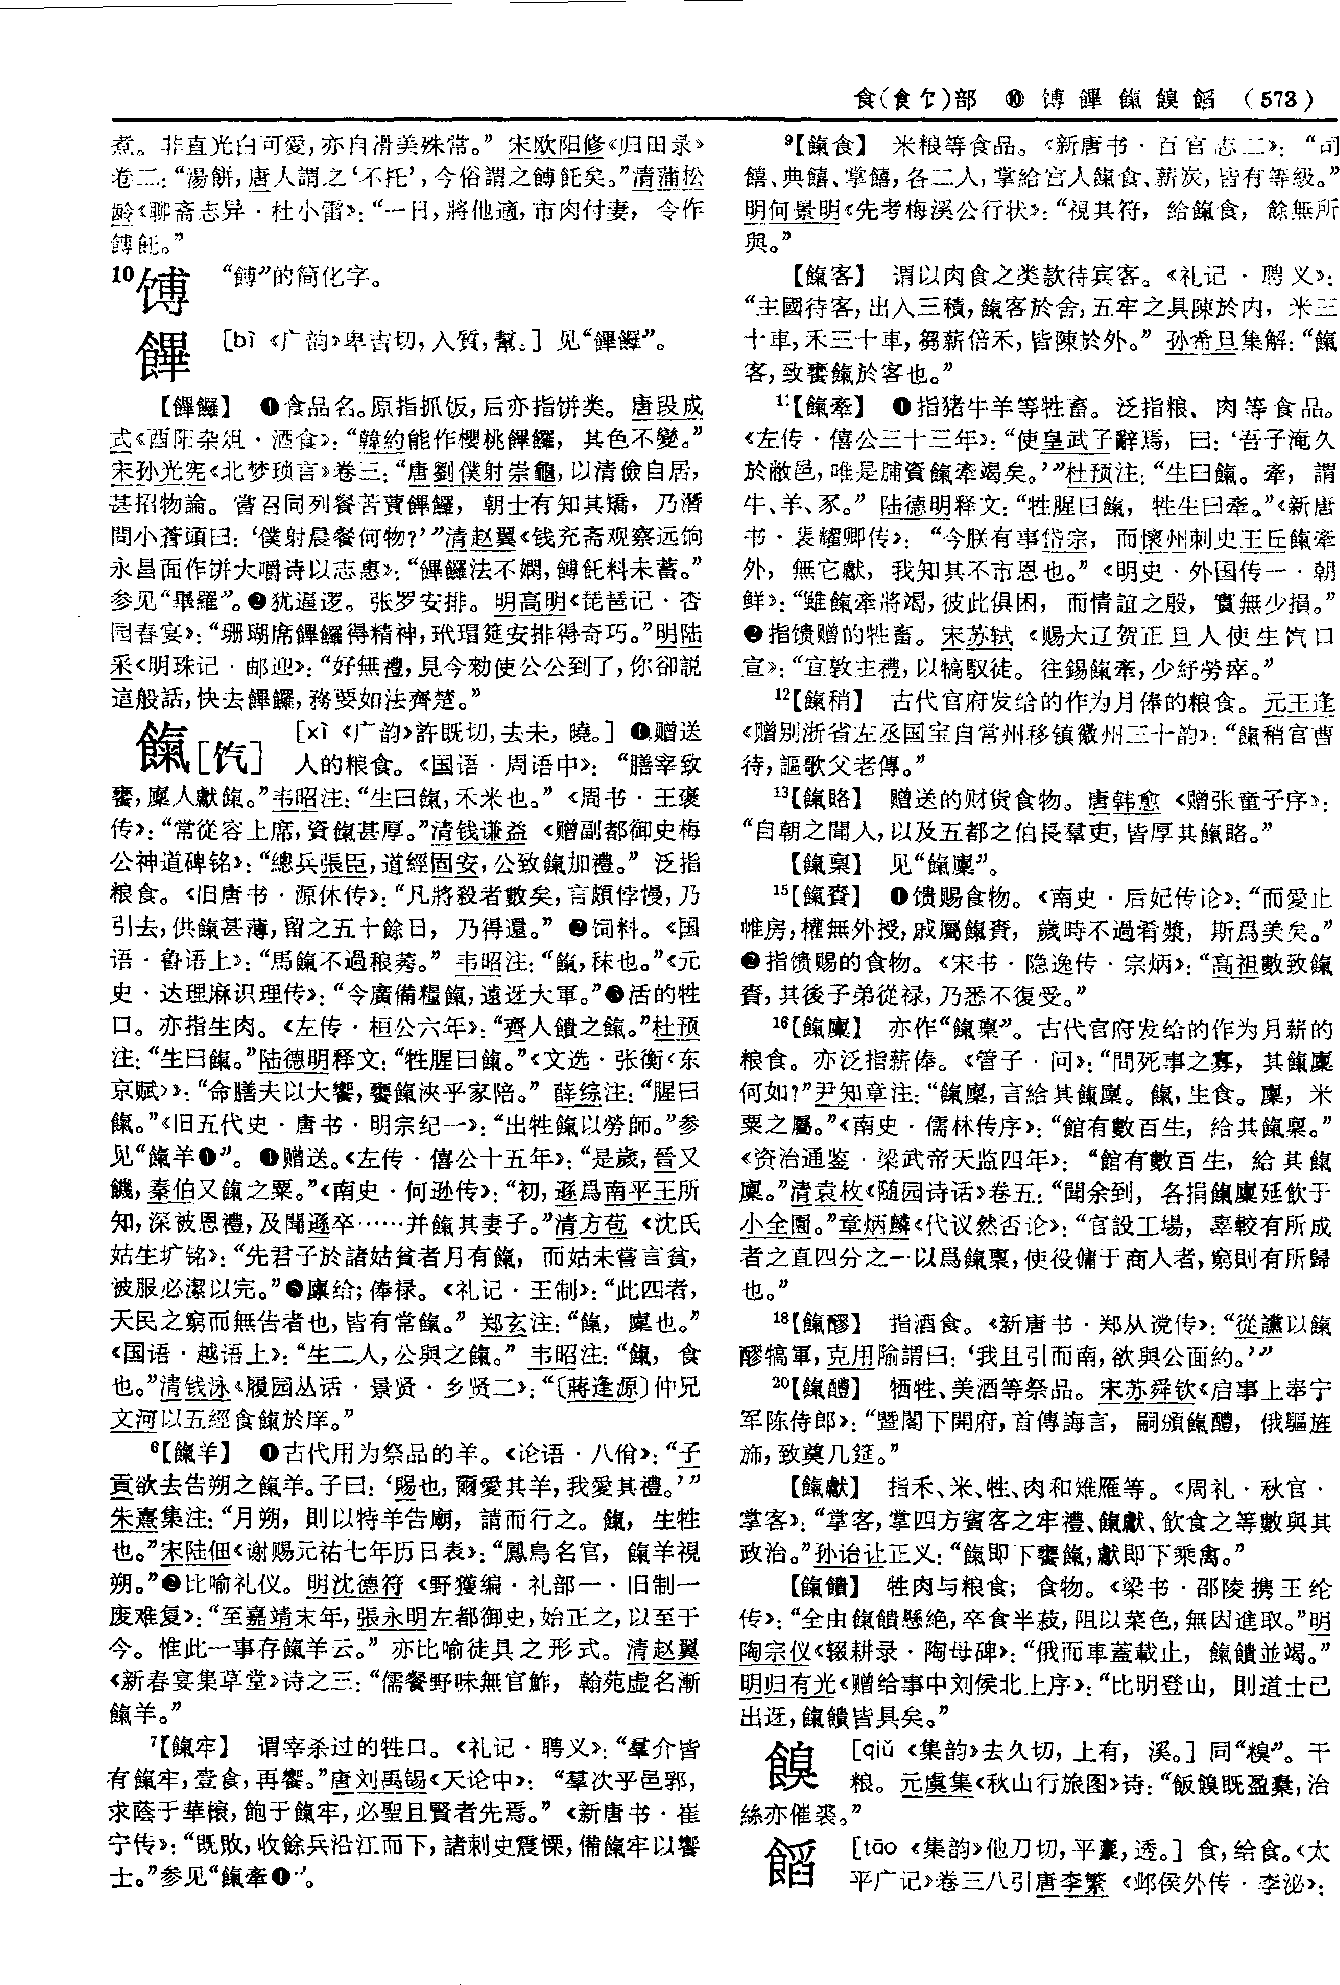 食(飠饣)部 ⑩ 馎饆餼餱饀 (573)
煮。非直光白可愛,亦自滑美殊常。”宋欧阳修《归田录》
卷二:“湯餅,唐人謂之‘不托’,今俗謂之餺飥矣。”清蒲松
龄《聊斋志异·杜小雷》:“一日,將他適,市肉付妻,令作
餺飥。”
10馎 “餺”的简化字。
饆 [bì《广韵》卑吉切,入質,幫。] 见“饆饠”。
【饆饠】 ❶食品名。原指抓饭,后亦指饼类。唐段成
式《酉阳杂俎·酒食》:“韓約能作櫻桃饆饠,其色不變。”
宋孙光宪《北梦琐言》卷三:“唐劉僕射崇龜,以清儉自居,
甚招物論。嘗召同列餐苦蕒饆饠,朝士有知其矯,乃潛
問小蒼頭曰:‘僕射晨餐何物?’”清赵翼《钱充斋观察远饷
永昌面作饼大嚼诗以志惠》:“饆饠法不嫻,餺飥料未蓄。”
参见“畢羅”。❷犹逼逻。张罗安排。明高明《琵琶记·杏
园春宴》:“珊瑚席饆饠得精神,玳瑁筵安排得奇巧。”明陆
采《明珠记·邮迎》:“好無禮,見今勑使公公到了,你卻説
這般話,快去饆饠,務要如法齊楚。”
餼[饩] [xì《广韵》許既切,去未,曉。] ❶赠送
人的粮食。《国语·周语中》:“膳宰致
饔,廩人獻餼。”韦昭注:“生曰餼,禾米也。”《周书·王褒
传》:“常從容上席,資餼甚厚。”清钱谦益《赠副都御史梅
公神道碑铭》:“總兵張臣,道經固安,公致餼加禮。”泛指
粮食。《旧唐书·源休传》:“凡將殺者數矣,言頗悖慢,乃
引去,供餼甚薄,留之五十餘日,乃得還。”❷饲料。《国
语·鲁语上》:“馬餼不過稂莠。”韦昭注:“餼,秣也。”《元
史·达理麻识理传》:“令廣備糧餼,遠迓大軍。”❸活的牲
口。亦指生肉。《左传·桓公六年》:“齊人饋之餼。”杜预
注:“生曰餼。”陆德明释文:“牲腥曰餼。”《文选·张衡〈东
京赋〉》:“命膳夫以大饗,饔餼浹乎家陪。”薛综注:“腥曰
餼。”《旧五代史·唐书·明宗纪一》:“出牲餼以勞師。”参
见“餼羊❶”。❹赠送。《左传·僖公十五年》:“是歲,晉又
饑,秦伯又餼之粟。”《南史·何逊传》:“初,遜爲南平王所
知,深被恩禮,及聞遜卒……并餼其妻子。”清方苞《沈氏
姑生圹铭》:“先君子於諸姑貧者月有餼,而姑未嘗言貧,
被服必潔以完。”❺廪给;俸禄。《礼记·王制》:“此四者,
天民之窮而無告者也,皆有常餼。”郑玄注:“餼,廩也。”
《国语·越语上》:“生二人,公與之餼。”韦昭注:“餼,食
也。”清钱泳《履园丛话·景贤·乡贤二》:“〔蔣逢源〕仲兄
文河以五經食餼於庠。”
6【餼羊】 ❶古代用为祭品的羊。《论语·八佾》:“子
貢欲去告朔之餼羊。子曰:‘賜也,爾愛其羊,我愛其禮。’”
朱熹集注:“月朔,則以特羊告廟,請而行之。餼,生牲
也。”宋陆佃《谢赐元祐七年历日表》:“鳳鳥名官,餼羊視
朔。”❷比喻礼仪。明沈德符《野獲编·礼部一·旧制一
废难复》:“至嘉靖末年,張永明左都御史,始正之,以至于
今。惟此一事存餼羊云。”亦比喻徒具之形式。清赵翼
《新春宴集草堂》诗之三:“儒餐野味無官鮓,翰苑虚名漸
餼羊。”
7【餼牢】 谓宰杀过的牲口。《礼记·聘义》:“羣介皆
有餼牢,壹食,再饗。”唐刘禹锡《天论中》:“羣次乎邑郛,
求蔭于華榱,飽于餼牢,必聖且賢者先焉。”《新唐书·崔
宁传》:“既敗,收餘兵沿江而下,諸刺史震慄,備餼牢以饗
士。”参见“餼牽❶”。
9【餼食】 米粮等食品。《新唐书·百官志二》:“司
饎、典饎、掌饎,各二人,掌給宫人餼食、薪炭,皆有等級。”
明何景明《先考梅溪公行状》:“視其符,給餼食,餘無所
與。”
【餼客】 谓以肉食之类款待宾客。《礼记·聘义》:
“主國待客,出入三積,餼客於舍,五牢之具陳於内,米三
十車,禾三十車,芻薪倍禾,皆陳於外。”孙希旦集解:“餼
客,致饔餼於客也。”
11【餼牽】 ❶指猪牛羊等牲畜。泛指粮、肉等食品。
《左传·僖公三十三年》:“使皇武子辭焉,曰:‘吾子淹久
於敝邑,唯是脯資餼牽竭矣。’”杜预注:“生曰餼。牽,謂
牛、羊、豕。”陆德明释文:“牲腥曰餼,牲生曰牽。”《新唐
书·裴耀卿传》:“今朕有事岱宗,而懷州刺史王丘餼牽
外,無它獻,我知其不市恩也。”《明史·外国传一·朝
鲜》:“雖餼牽將竭,彼此俱困,而情誼之殷,實無少損。”
❷指馈赠的牲畜。宋苏轼《赐大辽贺正旦人使生饩口
宣》:“宜敦主禮,以犒馭徒。往錫餼牽,少紓勞瘁。”
12【餼稍】 古代官府发给的作为月俸的粮食。元王逢
《赠别浙省左丞国宝自常州移镇徽州三十韵》:“餼稍官曹
待,謳歌父老傳。”
13【餼賂】 赠送的财货食物。唐韩愈《赠张童子序》:
“自朝之聞人,以及五都之伯長羣吏,皆厚其餼賂。”
【餼稟】 见“餼廩”。
15【餼賚】 ❶馈赐食物。《南史·后妃传论》:“而愛止
帷房,權無外授,戚屬餼賚,歲時不過肴漿,斯爲美矣。”
❷指馈赐的食物。《宋书·隐逸传·宗炳》:“高祖數致餼
賚,其後子弟從禄,乃悉不復受。”
16【餼廩】 亦作“餼稟”。古代官府发给的作为月薪的
粮食。亦泛指薪俸。《管子·问》:“問死事之寡,其餼廩
何如?”尹知章注:“餼廩,言給其餼廩。餼,生食。廩,米
粟之屬。”《南史·儒林传序》:“館有數百生,給其餼稟。”
《资治通鉴·梁武帝天监四年》:“館有數百生,給其餼
廩。”清袁枚《随园诗话》卷五:“聞余到,各捐餼廩延飲于
小全園。”章炳麟《代议然否论》:“官設工場,辜較有所成
者之直四分之一以爲餼稟,使役傭于商人者,窮則有所歸
也。”
18【餼醪】 指酒食。《新唐书·郑从谠传》:“從讜以餼
醪犒軍,克用隃謂曰:‘我且引而南,欲與公面約。’”
20【餼醴】 牺牲、美酒等祭品。宋苏舜钦《启事上奉宁
军陈侍郎》:“暨閣下開府,首傳誨言,嗣頒餼醴,俄驅旌
旆,致奠几筵。”
【餼獻】 指禾、米、牲、肉和雉雁等。《周礼·秋官·
掌客》:“掌客,掌四方賓客之牢禮、餼獻、飲食之等數與其
政治。”孙诒让正义:“餼即下饔餼,獻即下乘禽。”
【餼饋】 牲肉与粮食;食物。《梁书·邵陵携王纶
传》:“全由餼饋懸絶,卒食半菽,阻以菜色,無因進取。”明
陶宗仪《辍耕录·陶母碑》:“俄而車蓋載止,餼饋並竭。”
明归有光《赠给事中刘侯北上序》:“比明登山,則道士已
出迓,餼饋皆具矣。”
餱 [qiǔ《集韵》去久切,上有,溪。] 同“糗”。干
粮。元虞集《秋山行旅图》诗:“飯餱既盈橐,治
絲亦催裘。”
饀 [tāo《集韵》他刀切,平豪,透。] 食,给食。《太
平广记》卷三八引唐李繁《邺侯外传·李泌》: